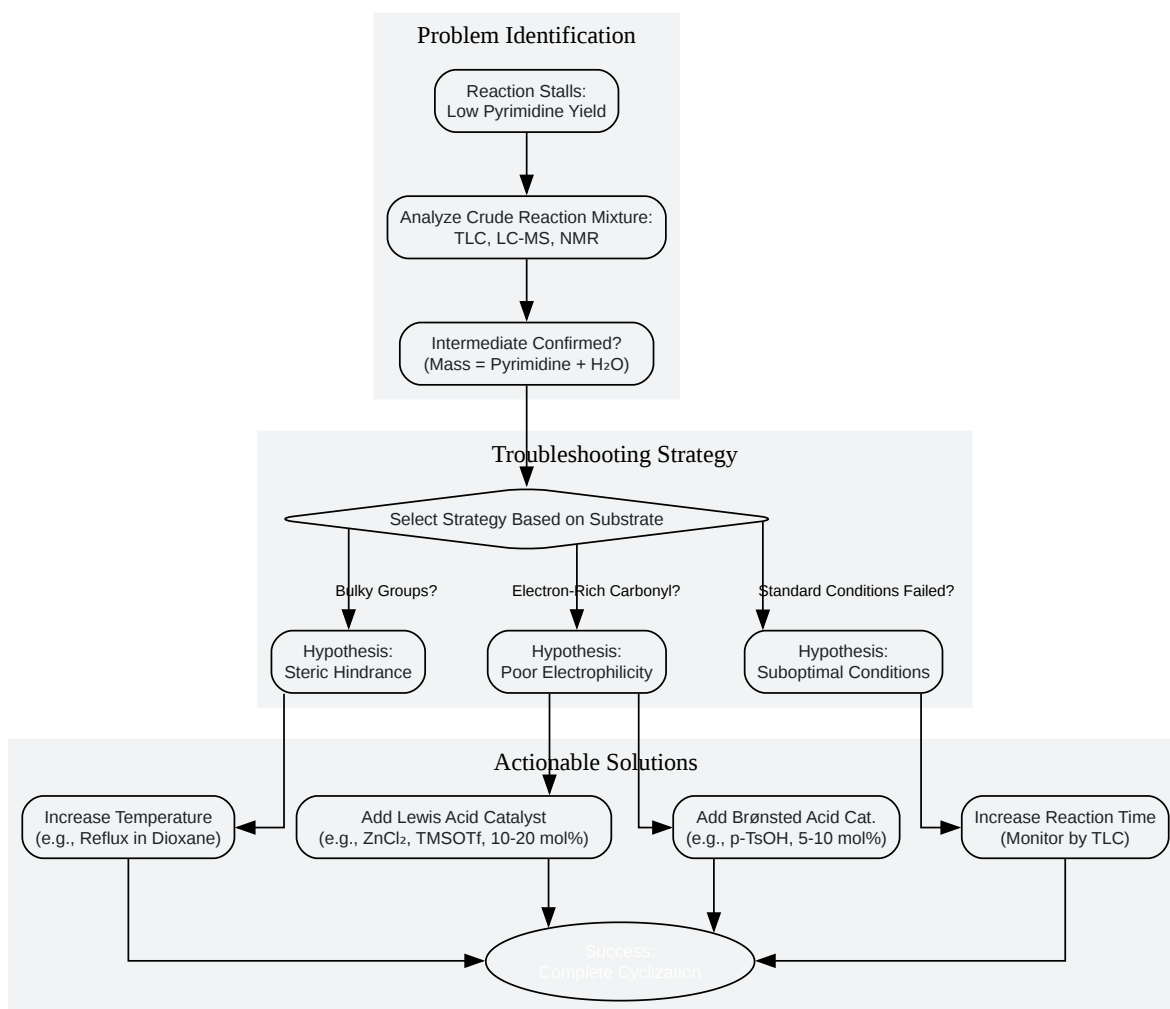 Problem Identification
Reaction Stalls:
Low Pyrimidine Yield
Analyze Crude Reaction Mixture:
TLC, LC-MS, NMR
Intermediate Confirmed?
(Mass = Pyrimidine + H₂O)
Troubleshooting Strategy
Select Strategy Based on Substrate
Bulky Groups?
Electron-Rich Carbonyl?
Standard Conditions Failed?
Hypothesis:
Steric Hindrance
Hypothesis:
Poor Electrophilicity
Hypothesis:
Suboptimal Conditions
Actionable Solutions
Increase Temperature
(e.g., Reflux in Dioxane)
Add Lewis Acid Catalyst
(e.g., ZnCl₂, TMSOTf, 10-20 mol%)
Add Brønsted Acid Cat.
(e.g., p-TsOH, 5-10 mol%)
Increase Reaction Time
(Monitor by TLC)
Success:
Complete Cyclization